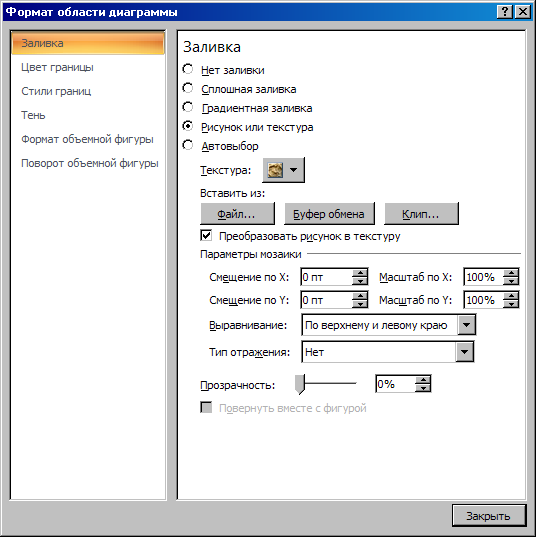 Формат области диаграммы
Заливка
Цвет границы
Стили границ
Тень
Формат объемной фигуры
Поворот объемной фигуры
Заливка
Нет заливки
Сплошная заливка
Градиентная заливка
Рисунок или текстура
Автовыбор
Текстура:
Вставить из:
Файл... Буфер обмена Клип...
Преобразовать рисунок в текстуру
Параметры мозаики
Смещение по X: 0 пт Масштаб по X: 100%
Смещение по Y: 0 пт Масштаб по Y: 100%
Выравнивание: По верхнему и левому краю
Тип отражения: Нет
Прозрачность: 0%
Повернуть вместе с фигурой
Закрыть